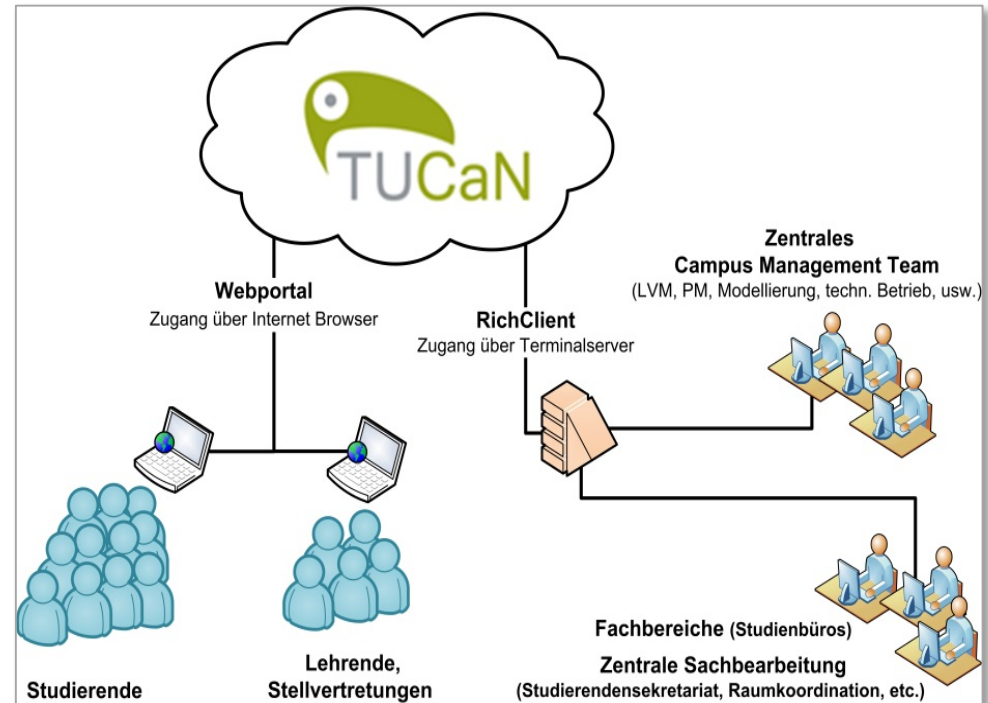 TUCaN
Webportal
Zugang über Internet Browser
RichClient
Zugang über Terminalserver
Zentrales
Campus Management Team
(LVM, PM, Modellierung, techn. Betrieb, usw.)
Studierende
Lehrende,
Stellvertretungen
Fachbereiche (Studienbüros)
Zentrale Sachbearbeitung
(Studierendensekretariat, Raumkoordination, etc.)